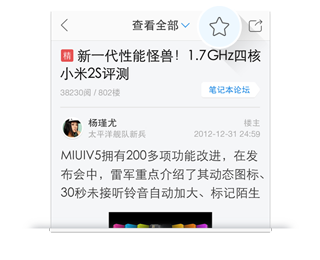 查看全部
精 新一代性能怪兽！1.7GHz四核
小米2S评测
38230阅 / 802楼
笔记本论坛
杨瑾尤
楼主
太平洋舰队新兵
2012-12-31 24:59
MIUIV5拥有200多项功能改进，在发
布会中，雷军重点介绍了其动态图标、
30秒未接听铃音自动加大、标记陌生